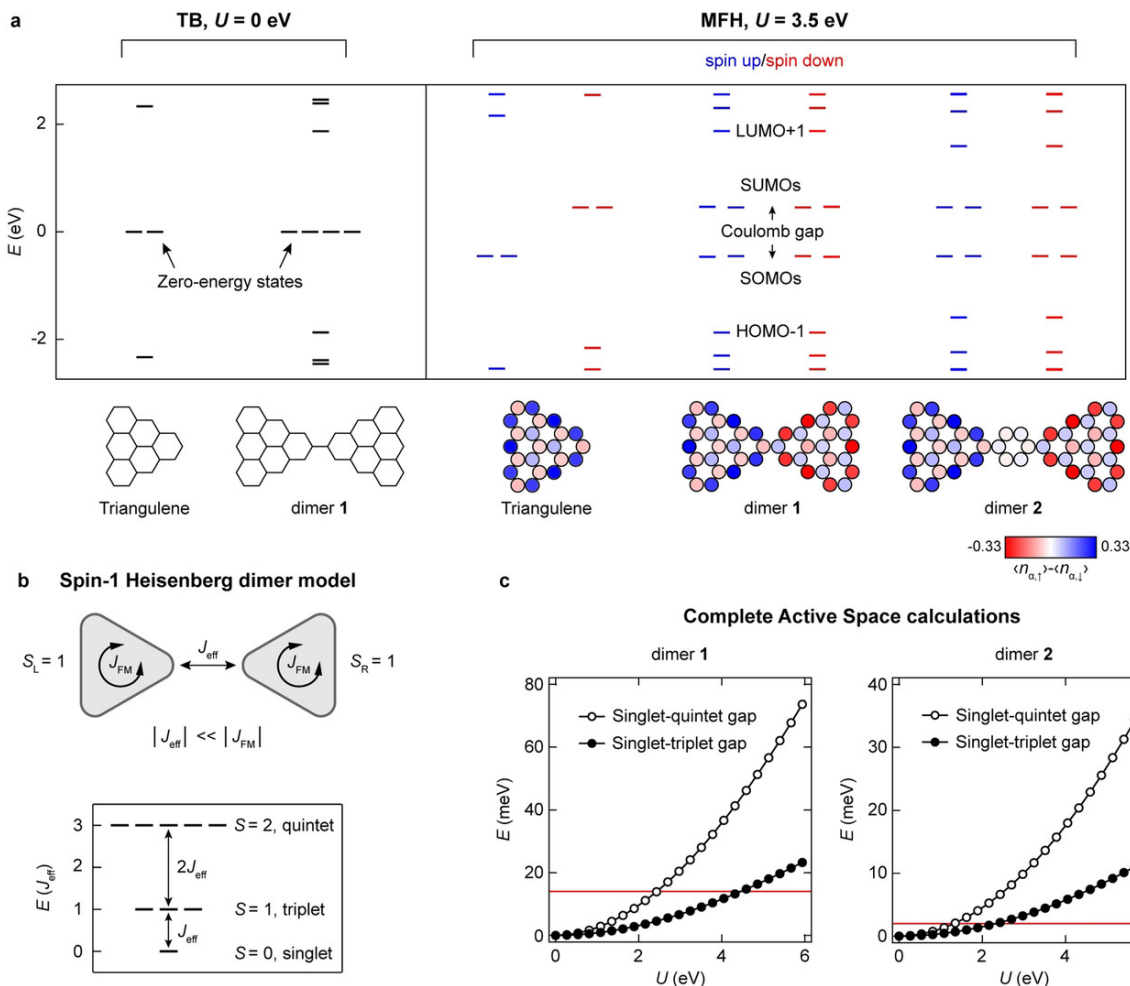 a
TB, U = 0 eV
MFH, U = 3.5 eV
spin up/spin down
E (eV)
2
0
-2
Zero-energy states
LUMO+1
SUMOs
Coulomb gap
SOMOs
HOMO-1
Triangulene
dimer 1
Triangulene
dimer 1
dimer 2
-0.33
0.33
⟨nα,↑⟩-⟨nα,↓⟩
b Spin-1 Heisenberg dimer model
SL = 1
JFM
Jeff
JFM
SR = 1
|Jeff| << |JFM|
E (Jeff)
3
2
1
0
S = 2, quintet
2Jeff
S = 1, triplet
Jeff
S = 0, singlet
c
Complete Active Space calculations
dimer 1
80
60
40
20
0
E (meV)
Singlet-quintet gap
Singlet-triplet gap
0 2 4 6
U (eV)
dimer 2
40
30
20
10
0
E (meV)
Singlet-quintet gap
Singlet-triplet gap
0 2 4
U (eV)